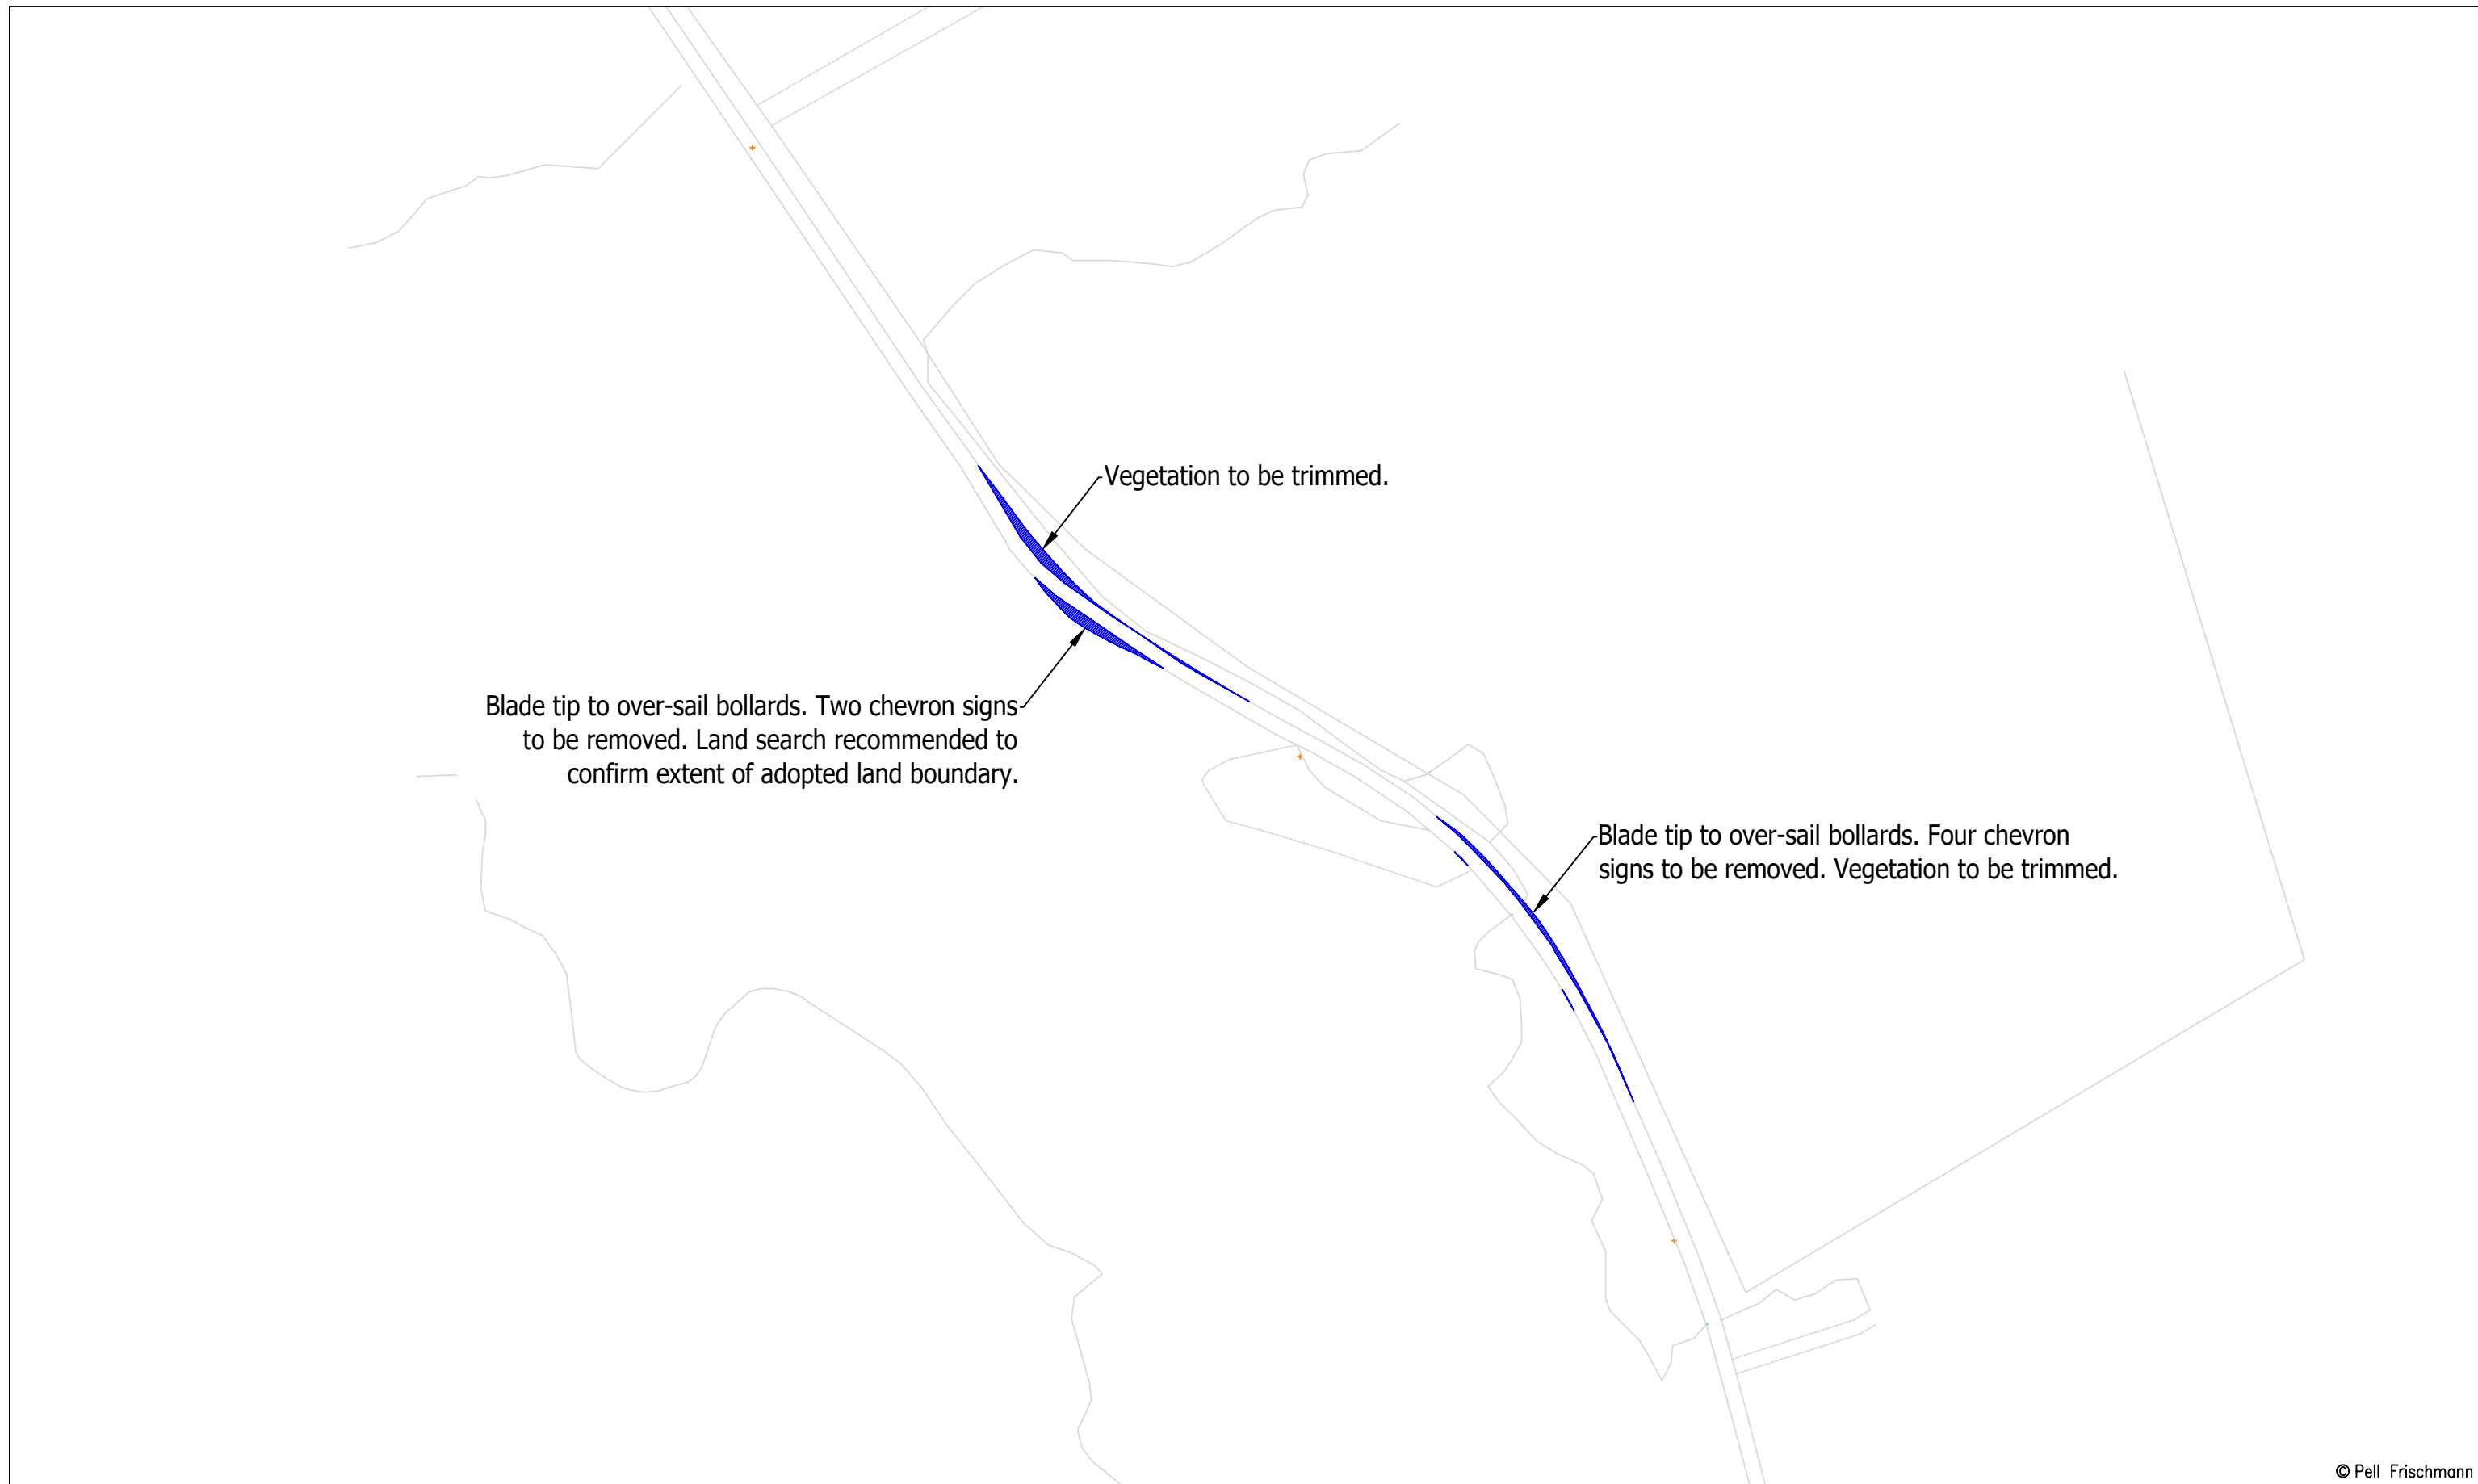 Vegetation to be trimmed.
Blade tip to over-sail bollards. Two chevron signs
to be removed. Land search recommended to
confirm extent of adopted land boundary.
Blade tip to over-sail bollards. Four chevron
signs to be removed. Vegetation to be trimmed.
© Pell Frischmann